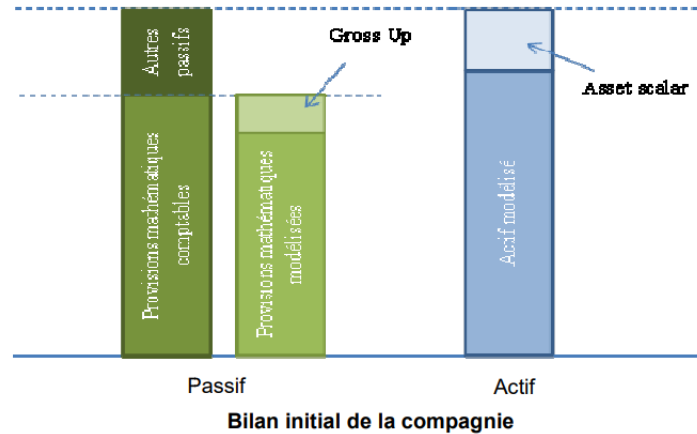 Autres
passifs
Provisions mathématiques
comptables
Gross Up
Provisions mathématiques
modélisées
Asset scalar
Actif modélisé
Passif
Actif
Bilan initial de la compagnie